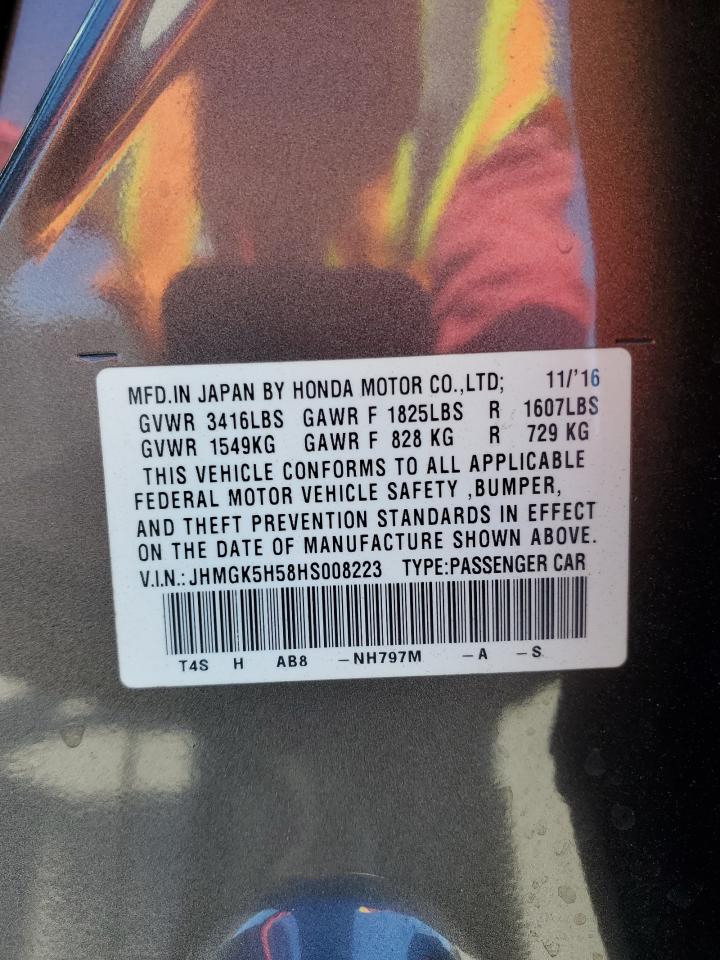 MFD.IN JAPAN BY HONDA MOTOR CO.,LTD; 11/'16
GVWR 3416LBS GAWR F 1825LBS R 1607LBS
GVWR 1549KG GAWR F 828 KG R 729 KG
THIS VEHICLE CONFORMS TO ALL APPLICABLE
FEDERAL MOTOR VEHICLE SAFETY ,BUMPER,
AND THEFT PREVENTION STANDARDS IN EFFECT
ON THE DATE OF MANUFACTURE SHOWN ABOVE.
V.I.N.: JHMGK5H58HS008223 TYPE:PASSENGER CAR
T4S H AB8 -NH797M -A -S